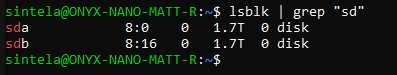 sintela@ONYX-NANO-MATT-R:~$ lsblk | grep "sd"
sda           8:0    0   1.7T  0 disk
sdb           8:16   0   1.7T  0 disk
sintela@ONYX-NANO-MATT-R:~$